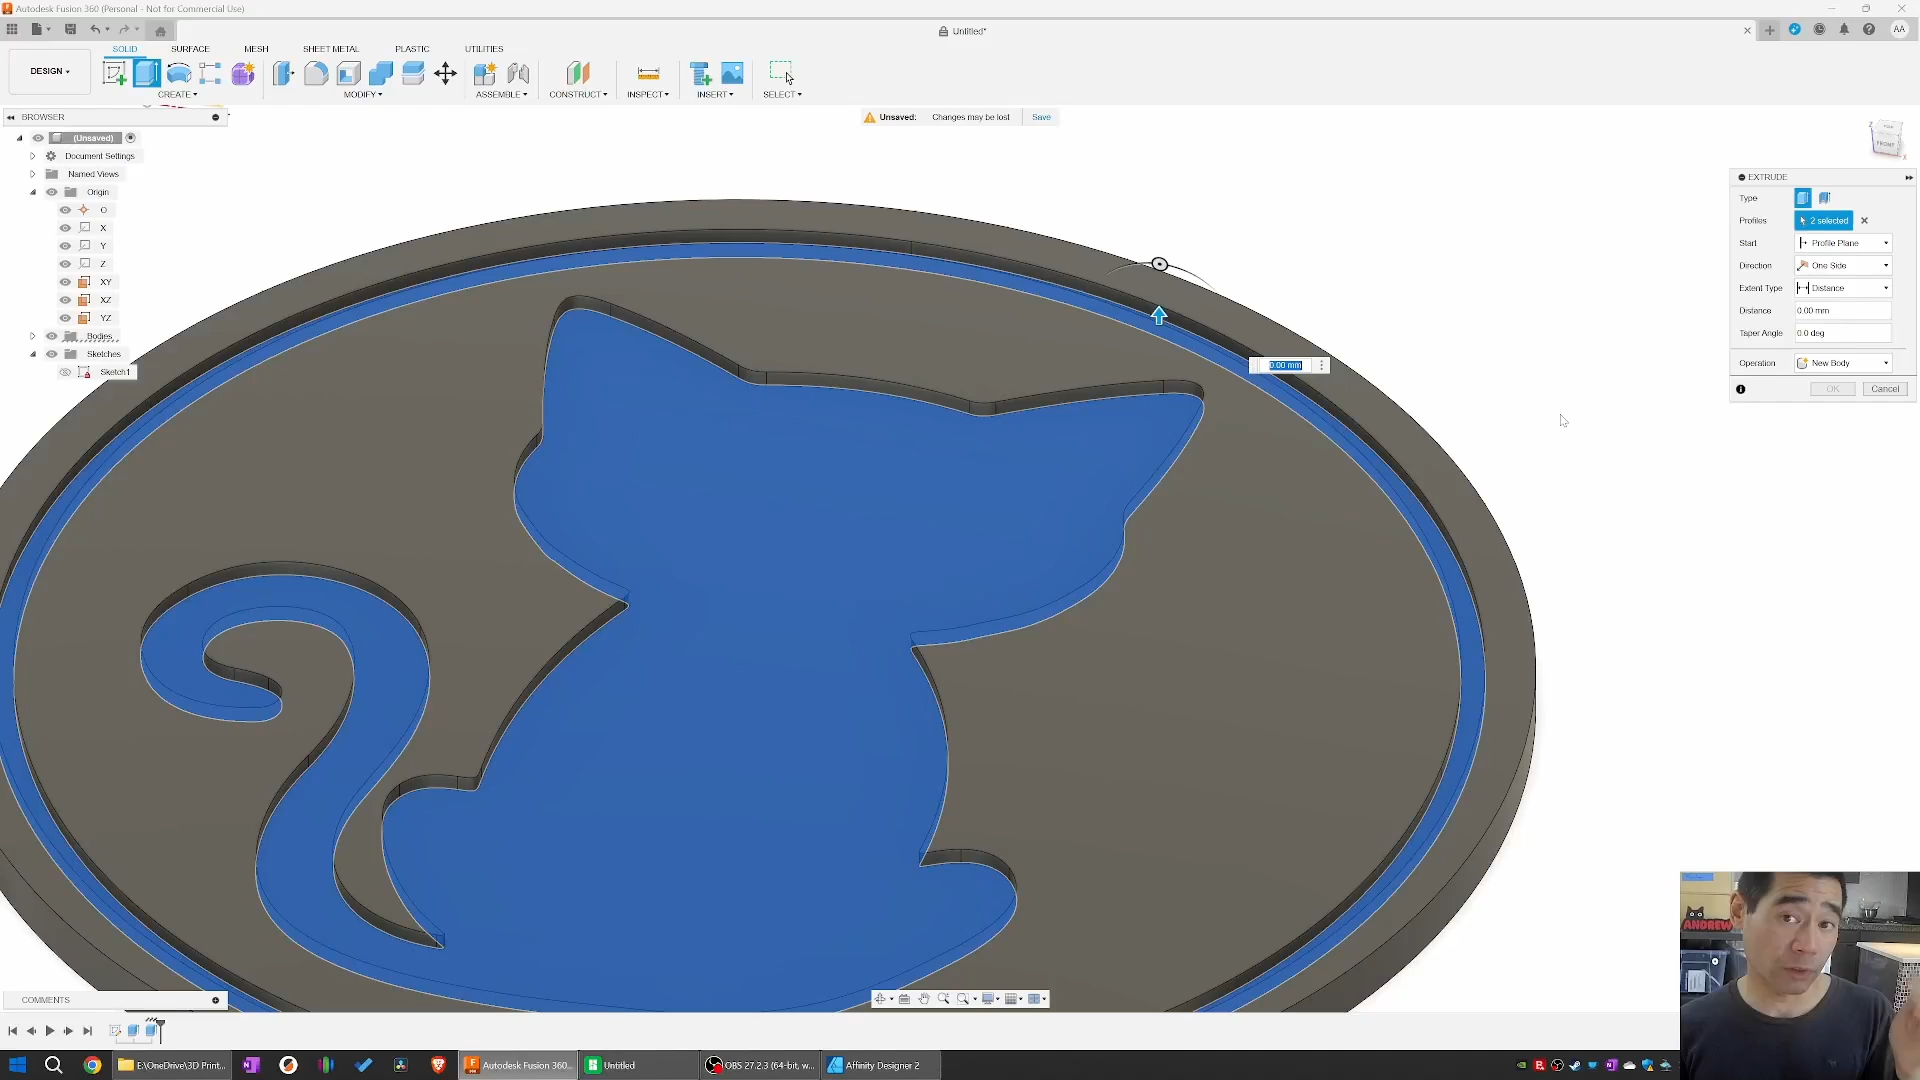 Autodesk Fusion 360 (Personal - Not for Commercial Use)
Untitled*
AA
DESIGN
SOLID
SURFACE
MESH
SHEET METAL
PLASTIC
UTILITIES
CREATE
MODIFY
ASSEMBLE
CONSTRUCT
INSPECT
INSERT
SELECT
BROWSER
Unsaved: Changes may be lost Save
(Unsaved)
Document Settings
Named Views
Origin
O
X
Y
Z
XY
XZ
YZ
Bodies
Sketches
Sketch1
Z
FRONT
X
EXTRUDE
Type
Profiles 2 selected
Start Profile Plane
Direction One Side
Extent Type Distance
Distance 0.00 mm
Taper Angle 0.0 deg
Operation New Body
OK Cancel
0.00 mm
ANDREW
COMMENTS
E:\OneDrive\3D Print...
Autodesk Fusion 360...
Untitled
OBS 27.2.3 (64-bit, w...
Affinity Designer 2